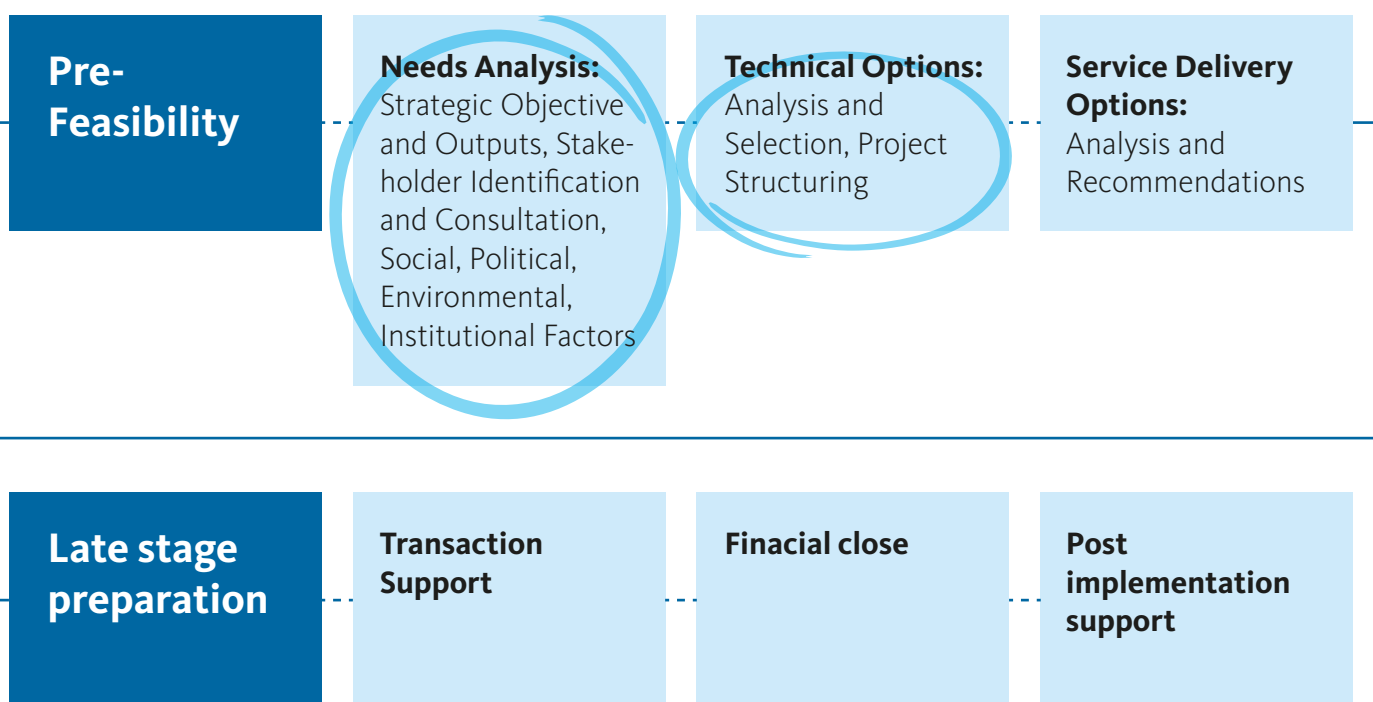 Pre-
Feasibility
Needs Analysis:
Strategic Objective
and Outputs, Stake-
holder Identification
and Consultation,
Social, Political,
Environmental,
Institutional Factors
Technical Options:
Analysis and
Selection, Project
Structuring
Service Delivery
Options:
Analysis and
Recommendations
Late stage
preparation
Transaction
Support
Finacial close
Post
implementation
support